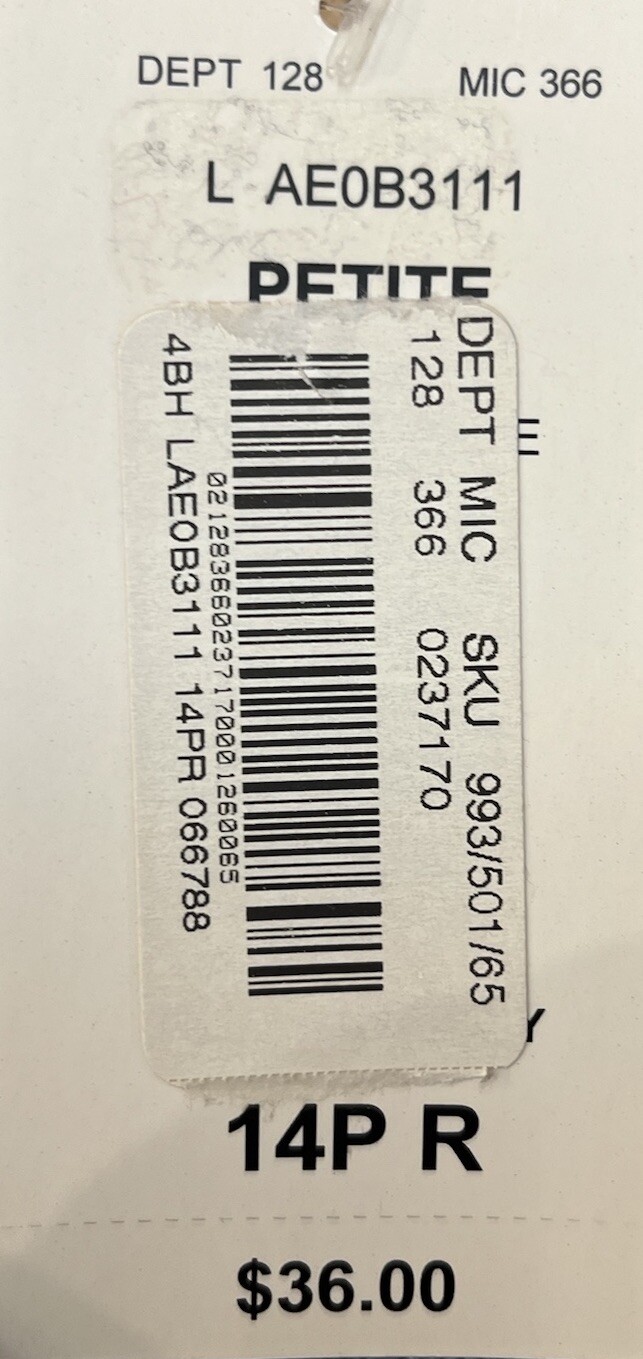 DEPT 128 MIC 366
L AE0B3111
PETITE
DEPT MIC SKU 993/501/65
128 366 0237170
021283660237170001260065
4BH LAE0B3111 14PR 066788
14P R
$36.00